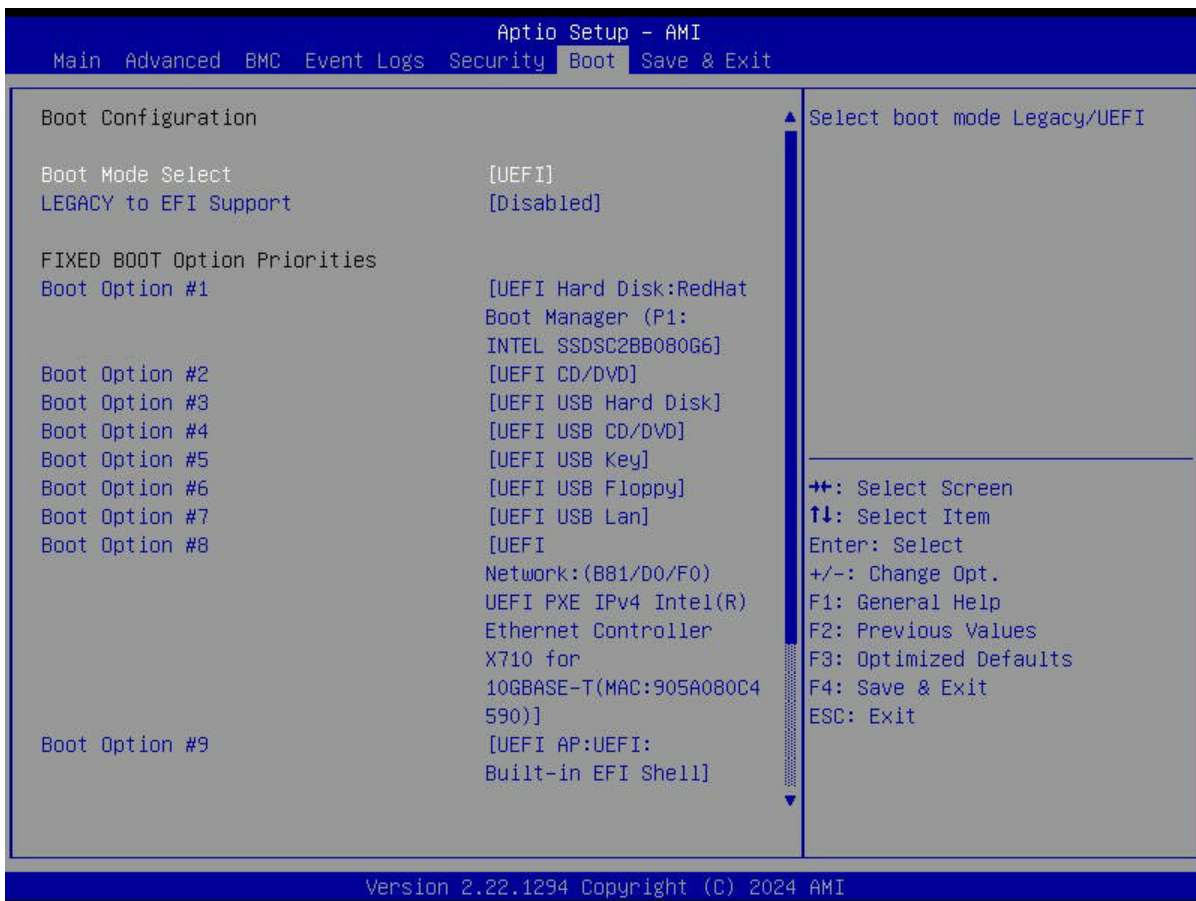 Aptio Setup – AMI
Main Advanced BMC Event Logs Security Boot Save & Exit
Boot Configuration
Boot Mode Select [UEFI]
LEGACY to EFI Support [Disabled]
FIXED BOOT Option Priorities
Boot Option #1 [UEFI Hard Disk:RedHat
Boot Manager (P1:
INTEL SSDSC2BB080G6]
Boot Option #2 [UEFI CD/DVD]
Boot Option #3 [UEFI USB Hard Disk]
Boot Option #4 [UEFI USB CD/DVD]
Boot Option #5 [UEFI USB Key]
Boot Option #6 [UEFI USB Floppy]
Boot Option #7 [UEFI USB Lan]
Boot Option #8 [UEFI
Network:(B81/D0/F0)
UEFI PXE IPv4 Intel(R)
Ethernet Controller
X710 for
10GBASE-T(MAC:905A080C4
590)]
Boot Option #9 [UEFI AP:UEFI:
Built-in EFI Shell]
Select boot mode Legacy/UEFI
→←: Select Screen
↑↓: Select Item
Enter: Select
+/-: Change Opt.
F1: General Help
F2: Previous Values
F3: Optimized Defaults
F4: Save & Exit
ESC: Exit
Version 2.22.1294 Copyright (C) 2024 AMI